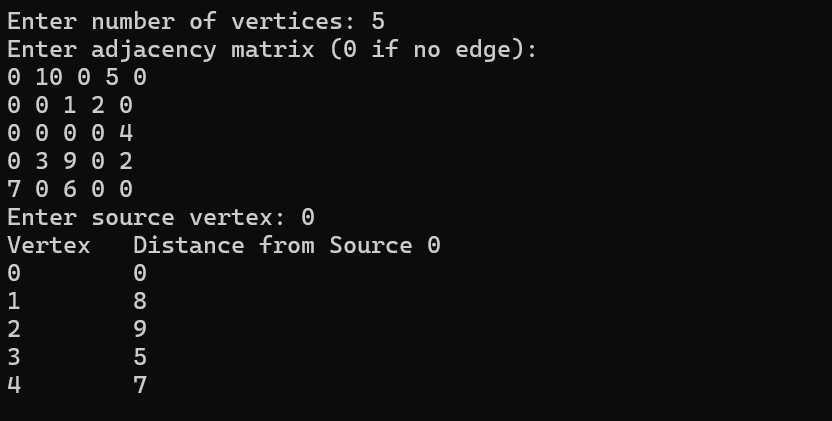 Enter number of vertices: 5
Enter adjacency matrix (0 if no edge):
0 10 0 5 0
0 0 1 2 0
0 0 0 0 4
0 3 9 0 2
7 0 6 0 0
Enter source vertex: 0
Vertex   Distance from Source 0
0        0
1        8
2        9
3        5
4        7